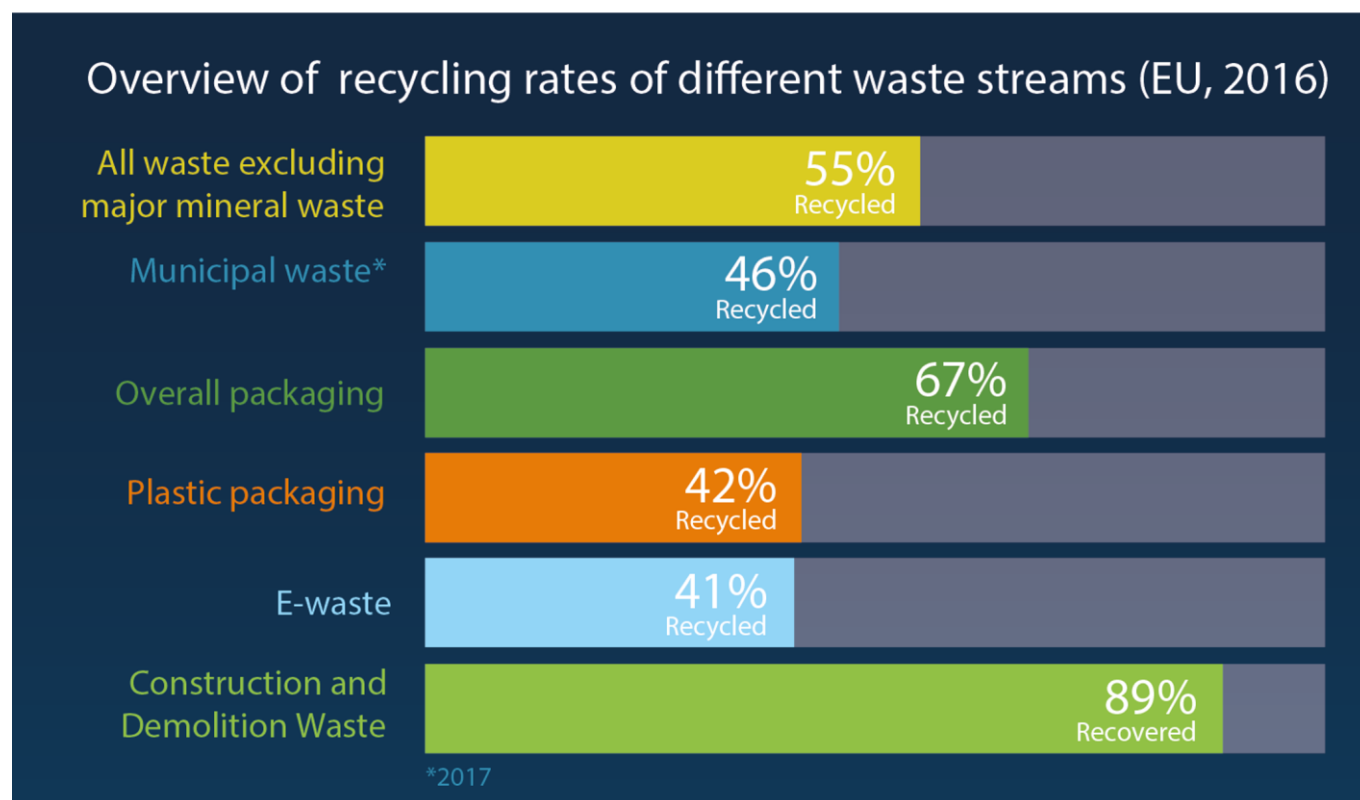 Overview of recycling rates of different waste streams (EU, 2016)
All waste excluding
major mineral waste
55%
Recycled
Municipal waste*
46%
Recycled
Overall packaging
67%
Recycled
Plastic packaging
42%
Recycled
E-waste
41%
Recycled
Construction and
Demolition Waste
89%
Recovered
*2017